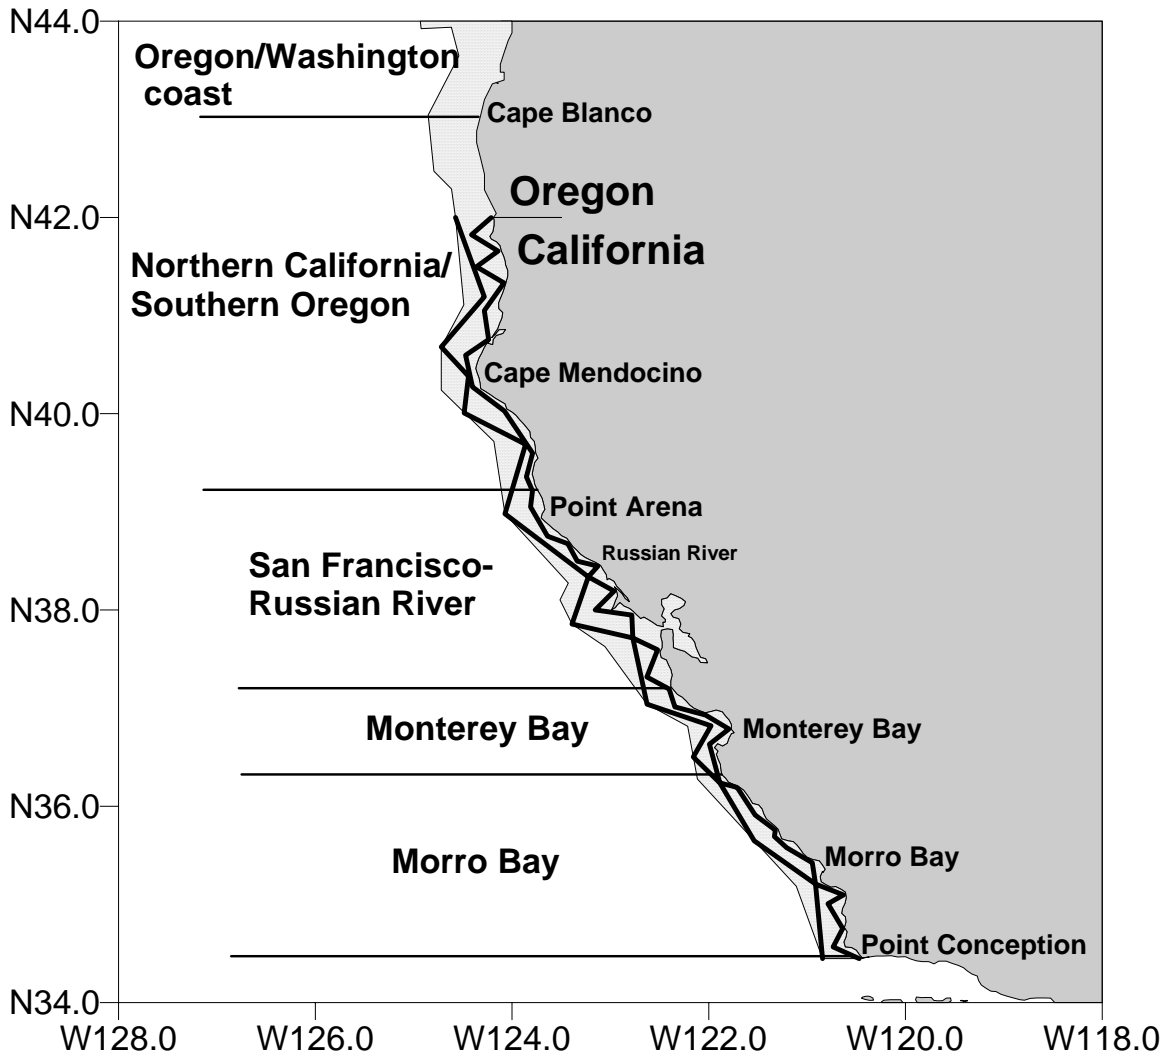 N44.0
Oregon/Washington
coast
Cape Blanco
Oregon
N42.0
California
Northern California/
Southern Oregon
Cape Mendocino
N40.0
Point Arena
Russian River
San Francisco-
Russian River
N38.0
Monterey Bay
Monterey Bay
N36.0
Morro Bay
Morro Bay
Point Conception
N34.0
W128.0 W126.0 W124.0 W122.0 W120.0 W118.0